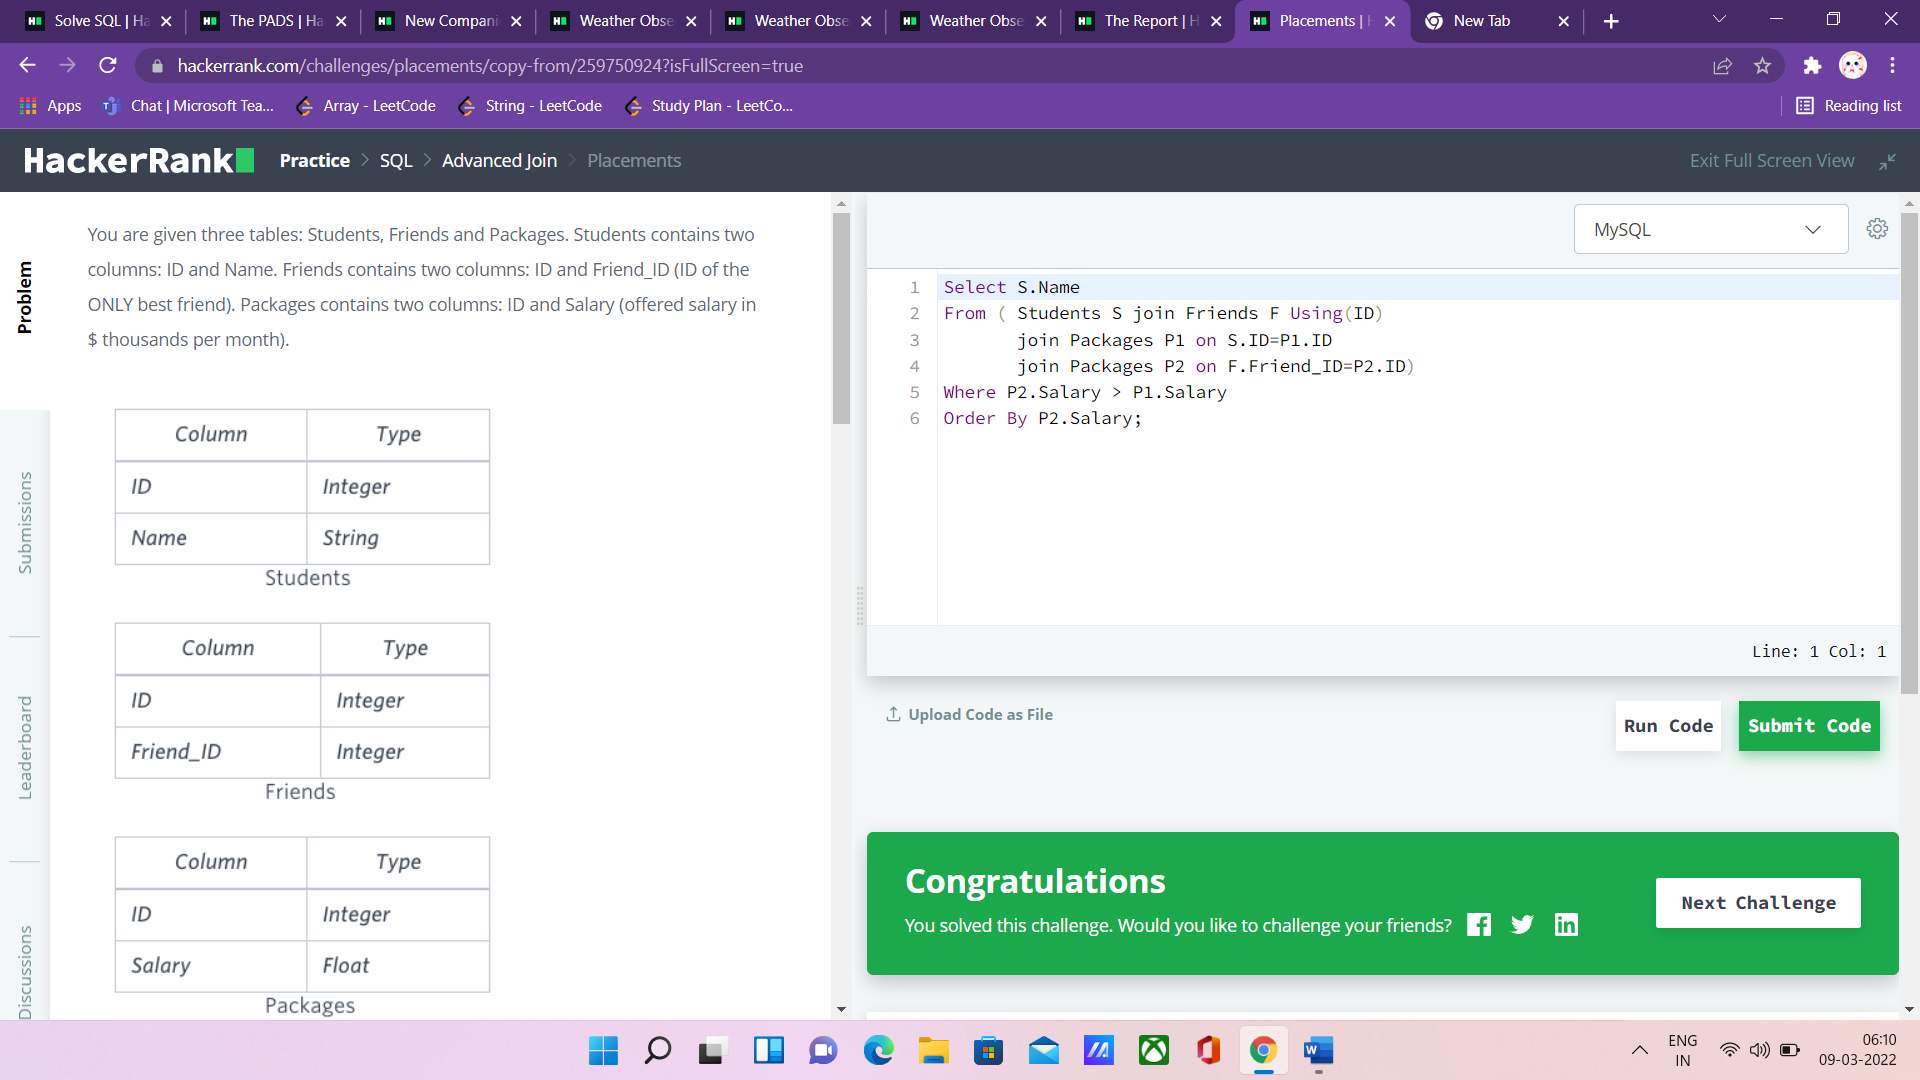 Solve SQL | Ha
The PADS | Ha
New Compani
Weather Obse
Weather Obse
Weather Obse
The Report | H
Placements | H
New Tab
hackerrank.com/challenges/placements/copy-from/259750924?isFullScreen=true
Apps
Chat | Microsoft Tea...
Array - LeetCode
String - LeetCode
Study Plan - LeetCo...
Reading list
HackerRank
Practice > SQL > Advanced Join > Placements
Exit Full Screen View
Problem
Submissions
Leaderboard
Discussions
You are given three tables: Students, Friends and Packages. Students contains two
columns: ID and Name. Friends contains two columns: ID and Friend_ID (ID of the
ONLY best friend). Packages contains two columns: ID and Salary (offered salary in
$ thousands per month).
Column Type
ID Integer
Name String
Students
Column Type
ID Integer
Friend_ID Integer
Friends
Column Type
ID Integer
Salary Float
Packages
MySQL
1 Select S.Name
2 From ( Students S join Friends F Using(ID)
3 join Packages P1 on S.ID=P1.ID
4 join Packages P2 on F.Friend_ID=P2.ID)
5 Where P2.Salary > P1.Salary
6 Order By P2.Salary;
Line: 1 Col: 1
Upload Code as File
Run Code
Submit Code
Congratulations
You solved this challenge. Would you like to challenge your friends?
Next Challenge
ENG
IN
06:10
09-03-2022